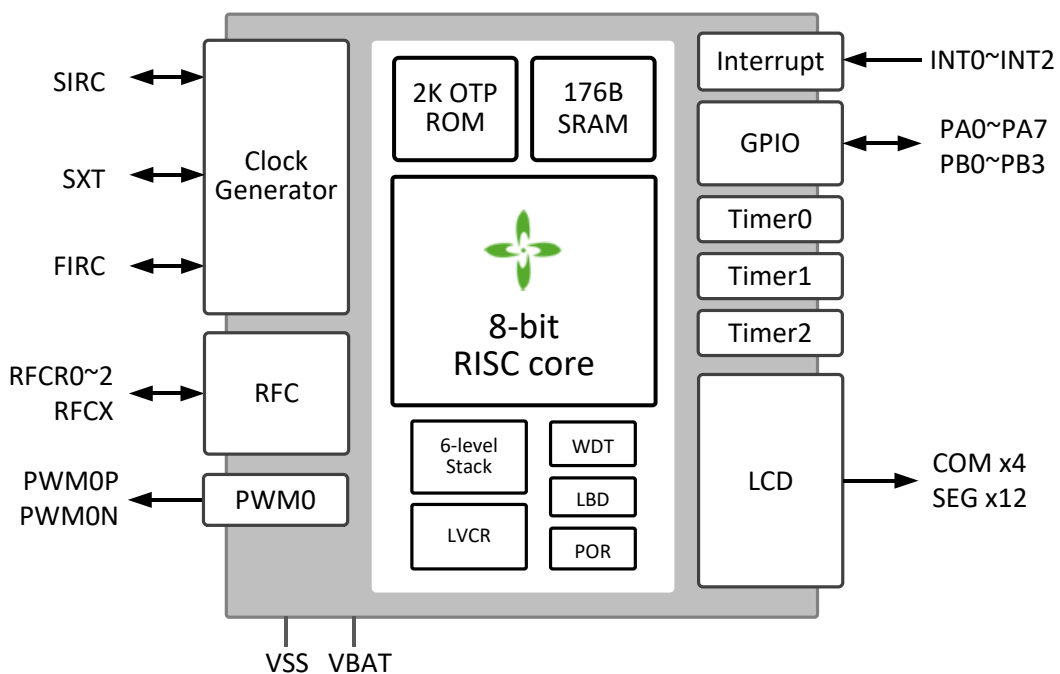 SIRC
SXT
FIRC
Clock
Generator
RFCR0~2
RFCX
RFC
PWM0P
PWM0N
PWM0
2K OTP
ROM
176B
SRAM
8-bit
RISC core
6-level
Stack
WDT
LBD
LVCR
POR
Interrupt
INT0~INT2
GPIO
PA0~PA7
PB0~PB3
Timer0
Timer1
Timer2
LCD
COM x4
SEG x12
VSS
VBAT